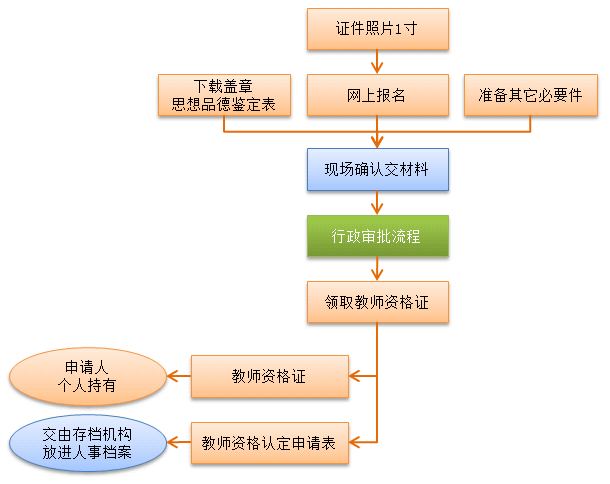 证件照片1寸
下载盖章
思想品德鉴定表
网上报名
准备其它必要件
现场确认交材料
行政审批流程
领取教师资格证
申请人
个人持有
教师资格证
交由存档机构
放进人事档案
教师资格认定申请表